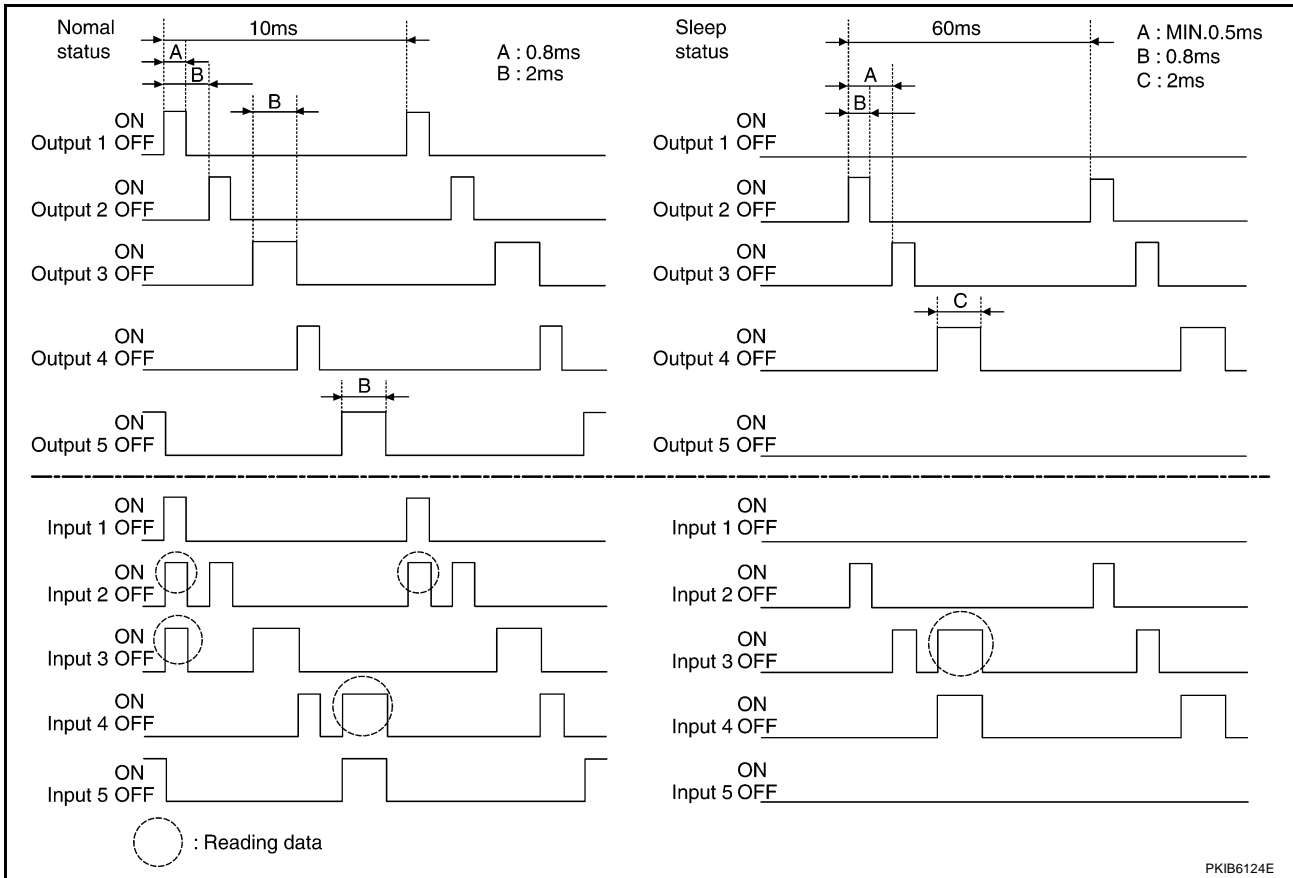 Nomal
status
10ms
A
B
B
A : 0.8ms
B : 2ms
ON
Output 1 OFF
ON
Output 2 OFF
ON
Output 3 OFF
ON
Output 4 OFF
B
ON
Output 5 OFF
Sleep
status
60ms
A
B
A : MIN.0.5ms
B : 0.8ms
C : 2ms
ON
Output 1 OFF
ON
Output 2 OFF
ON
Output 3 OFF
C
ON
Output 4 OFF
ON
Output 5 OFF
ON
Input 1 OFF
ON
Input 2 OFF
ON
Input 3 OFF
ON
Input 4 OFF
ON
Input 5 OFF
: Reading data
ON
Input 1 OFF
ON
Input 2 OFF
ON
Input 3 OFF
ON
Input 4 OFF
ON
Input 5 OFF
PKIB6124E